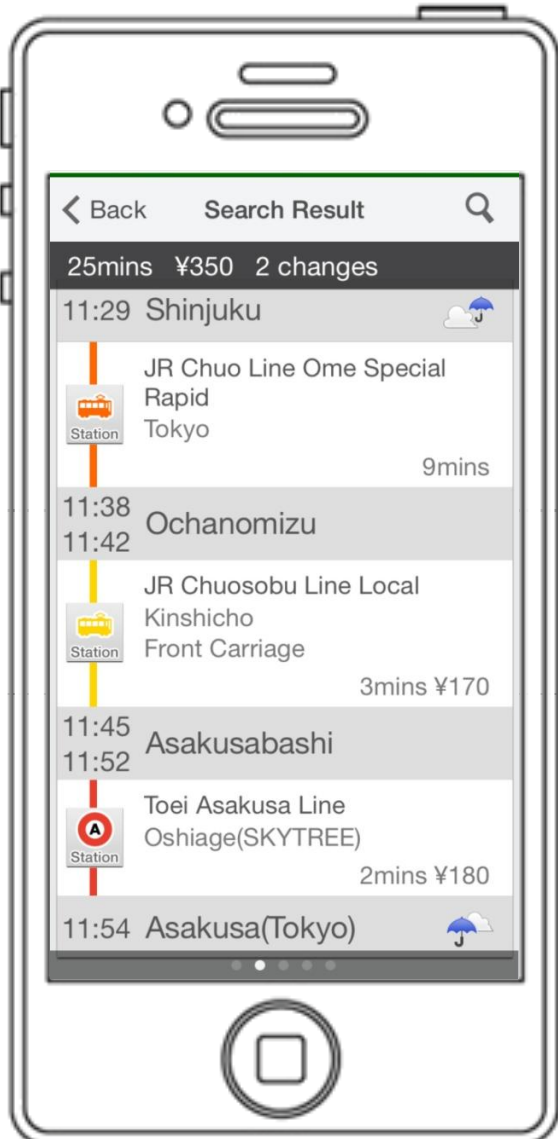 Back Search Result
25mins ¥350 2 changes
11:29 Shinjuku
JR Chuo Line Ome Special
Rapid
Station
Tokyo
9mins
11:38
Ochanomizu
11:42
JR Chuosobu Line Local
Kinshicho
Station
Front Carriage
3mins ¥170
11:45
Asakusabashi
11:52
Toei Asakusa Line
A
Oshiage(SKYTREE)
Station
2mins ¥180
11:54 Asakusa(Tokyo)